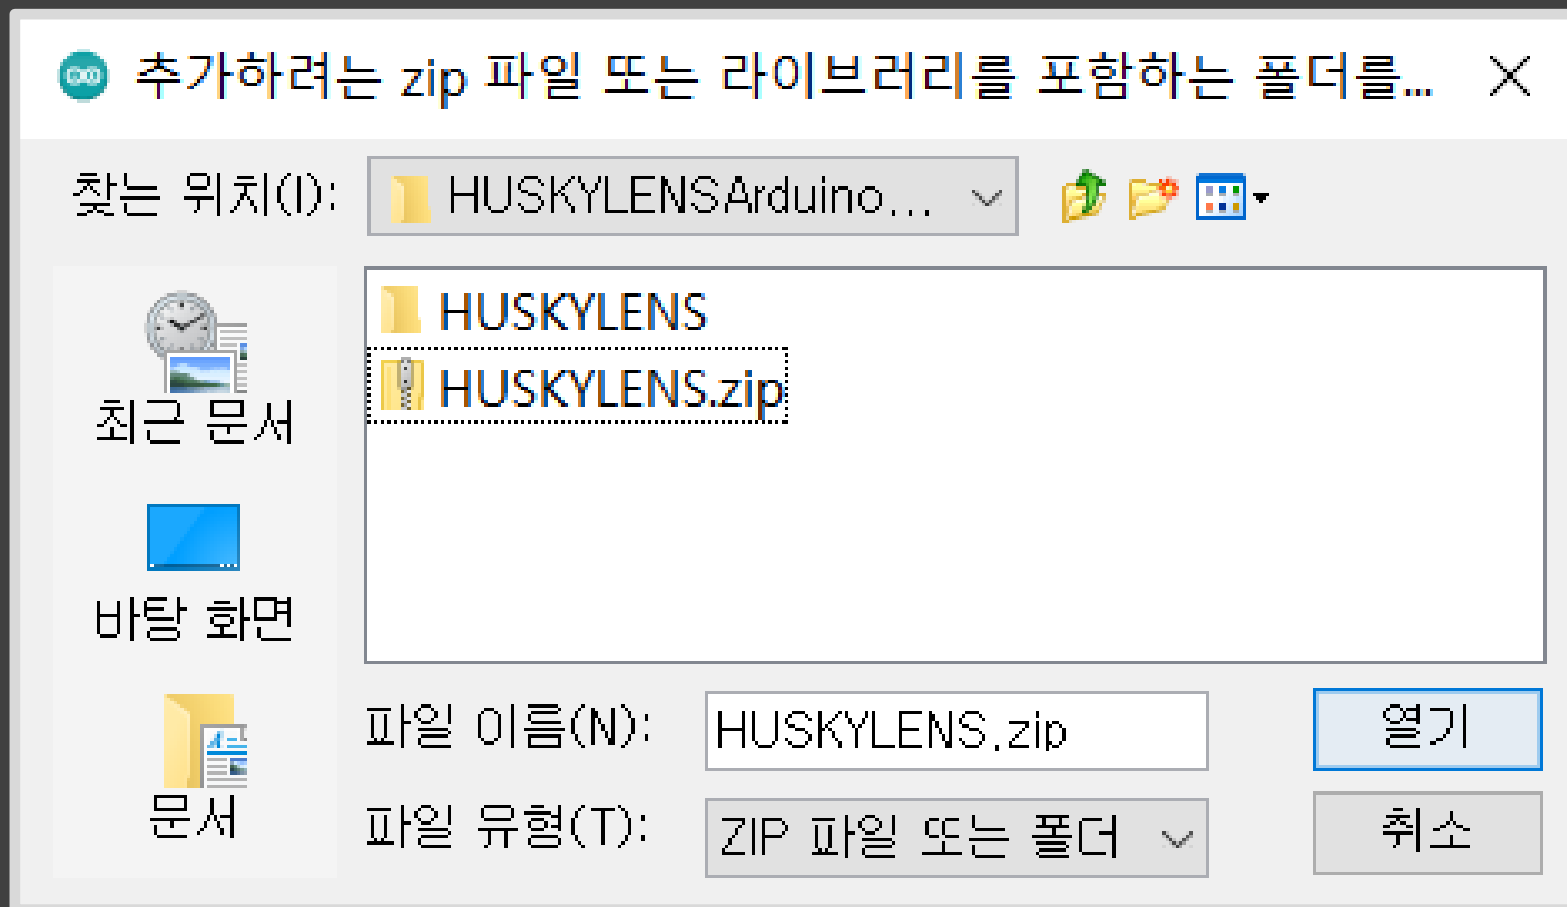 추가하려는 zip 파일 또는 라이브러리를 포함하는 폴더를...
찾는 위치(I): HUSKYLENSArduino...
HUSKYLENS
HUSKYLENS.zip
최근 문서
바탕 화면
문서
파일 이름(N): HUSKYLENS.zip 열기
파일 유형(T): ZIP 파일 또는 폴더 취소